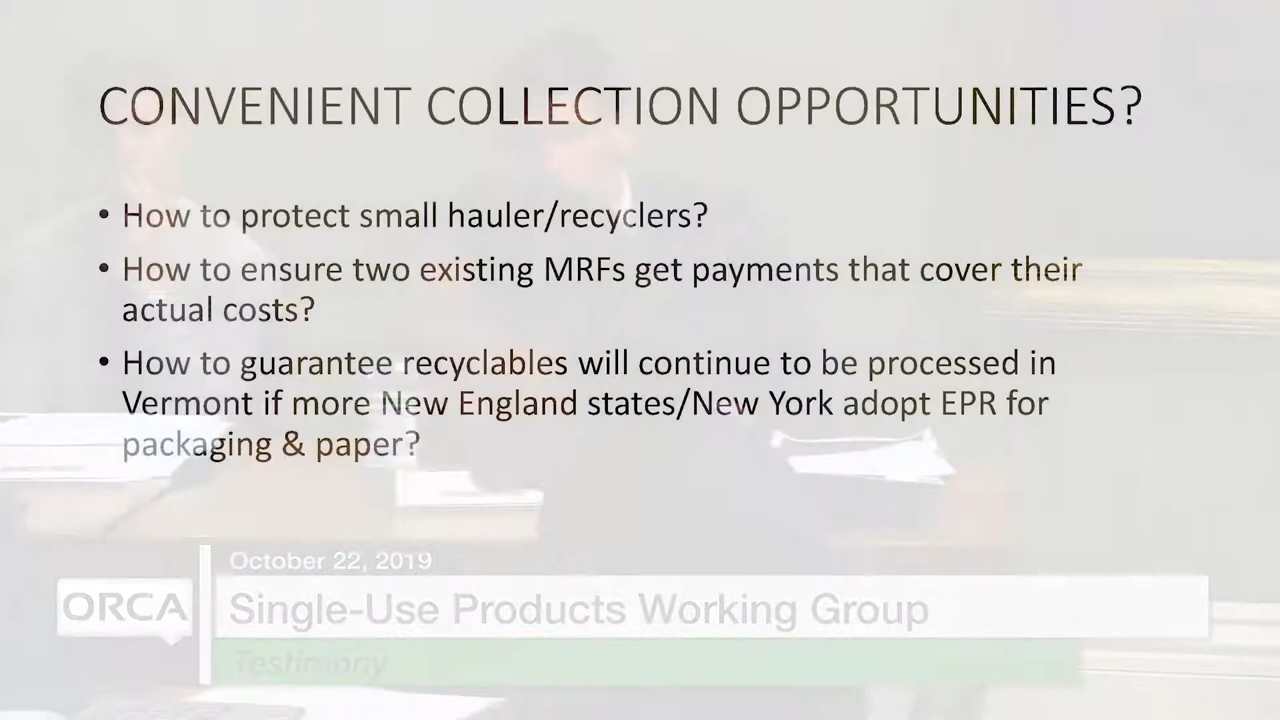 CONVENIENT COLLECTION OPPORTUNITIES?
• How to protect small hauler/recyclers?
• How to ensure two existing MRFs get payments that cover their
actual costs?
• How to guarantee recyclables will continue to be processed in
Vermont if more New England states/New York adopt EPR for
packaging & paper?
October 22, 2019
ORCA
Single-Use Products Working Group
Testimony